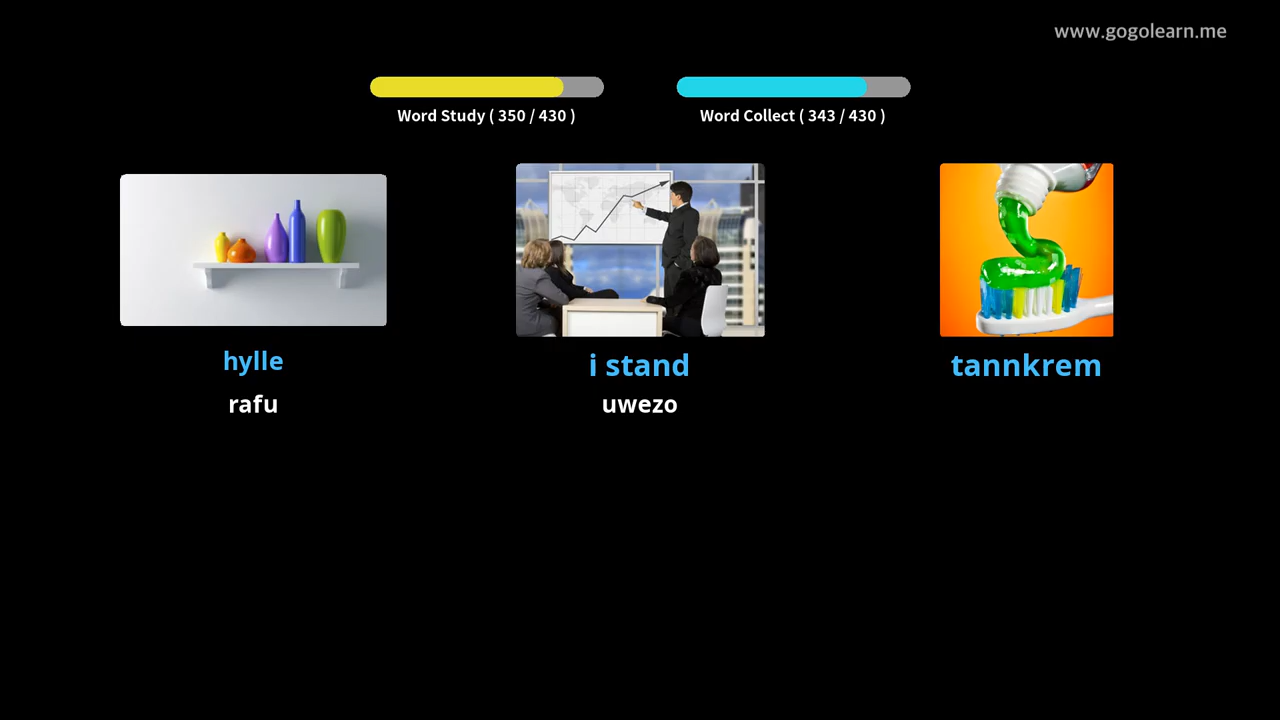 www.gogolearn.me
Word Study ( 350 / 430 )
Word Collect ( 343 / 430 )
hylle
i stand
tannkrem
rafu
uwezo